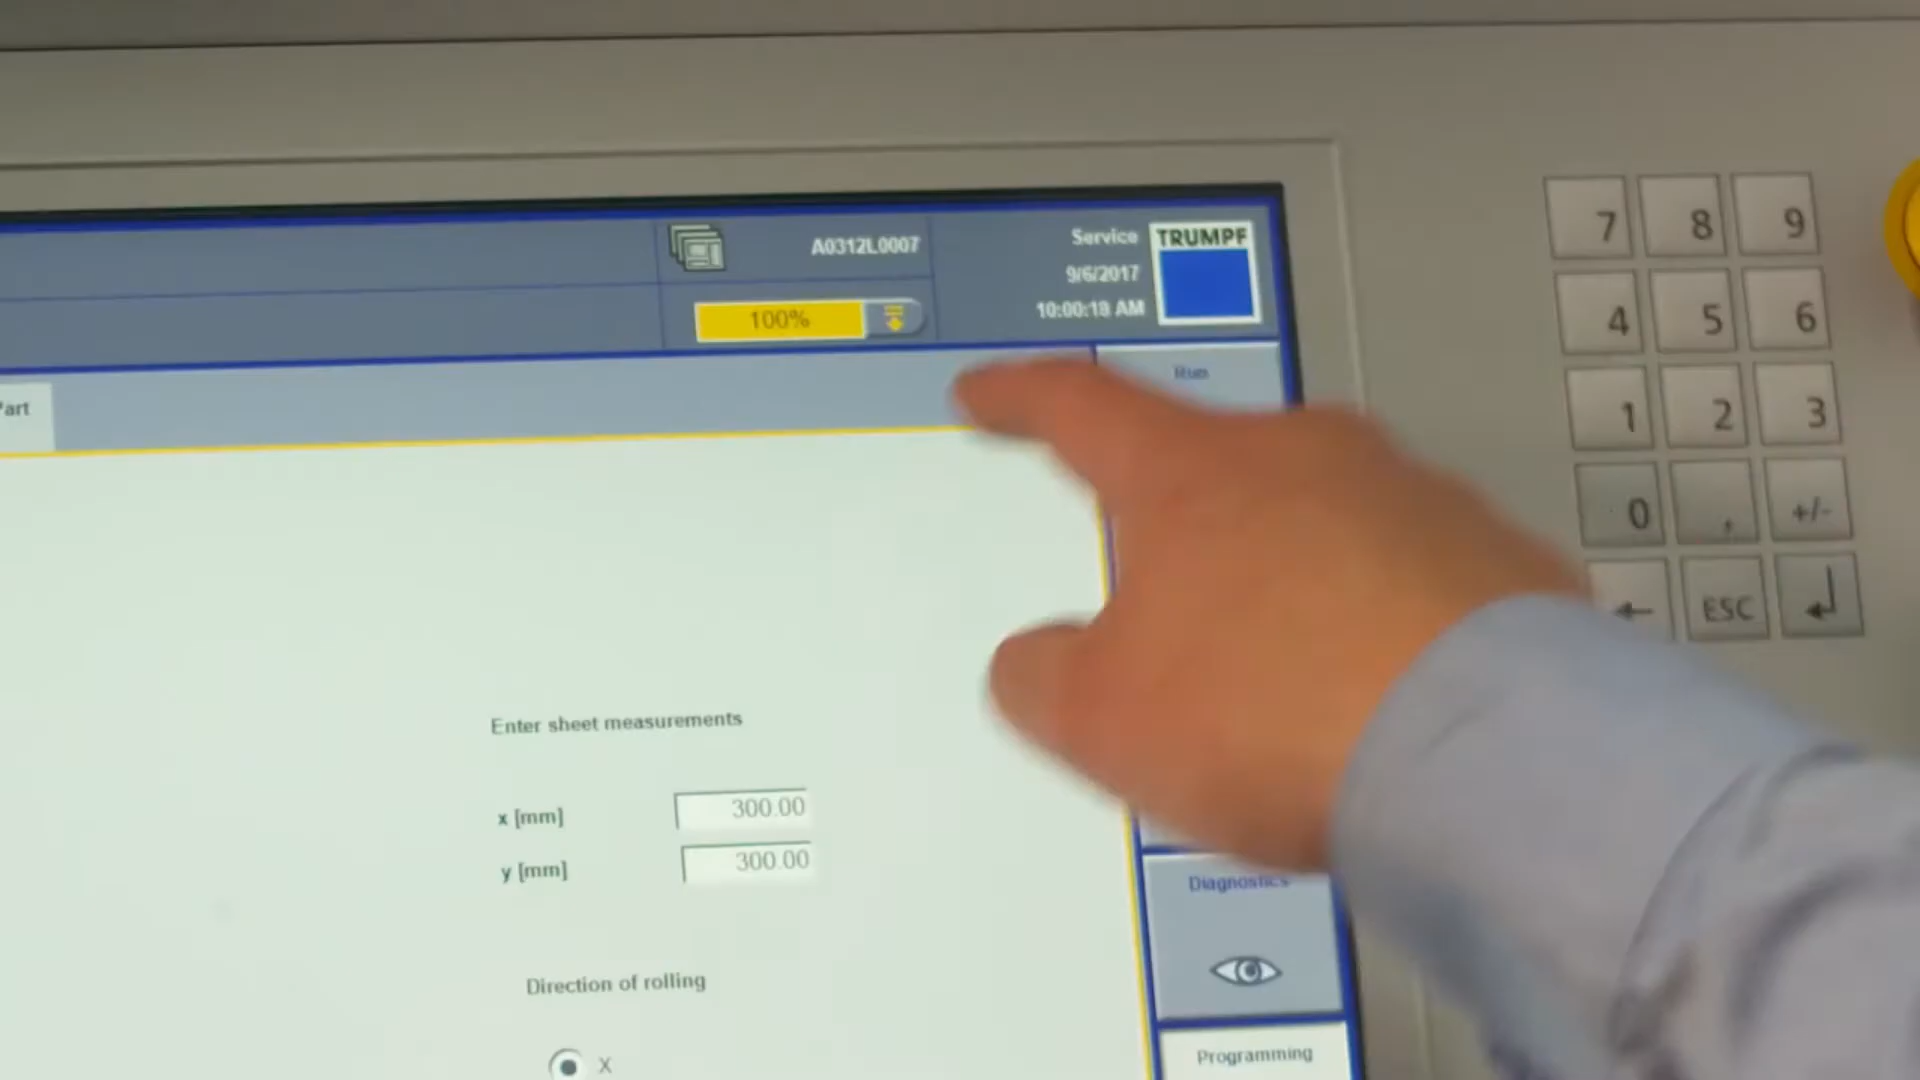 A0312L0007
Service
TRUMPF
9/6/2017
100%
10:00:18 AM
Run
Enter sheet measurements
x [mm] 300.00
y [mm] 300.00
Direction of rolling
X
Diagnostics
Programming
7 8 9
4 5 6
1 2 3
0 , +/-
← ESC ↵